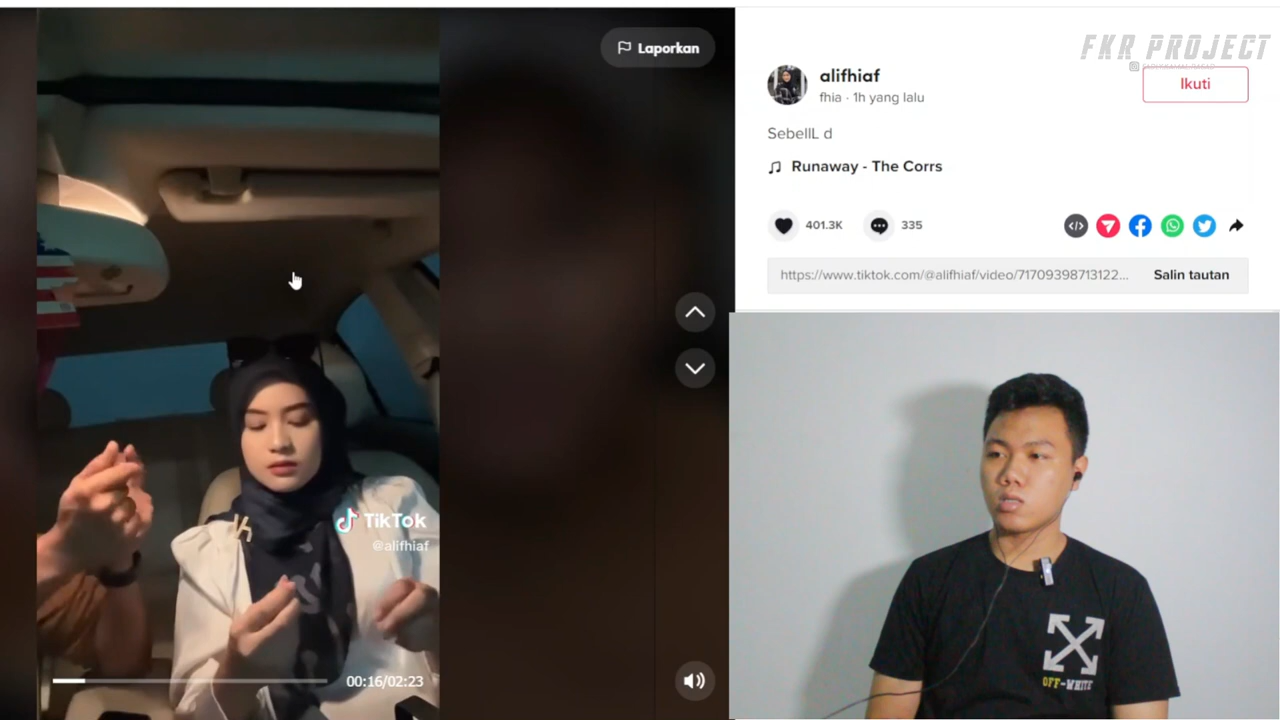 Laporkan
TikTok
@alifhiaf
00:16/02:23
FKR PROJECT
alifhiaf
fhia · 1h yang lalu
Ikuti
SebellL d
Runaway - The Corrs
401.3K
335
https://www.tiktok.com/@alifhiaf/video/71709398713122...
Salin tautan
OFF-WHITE